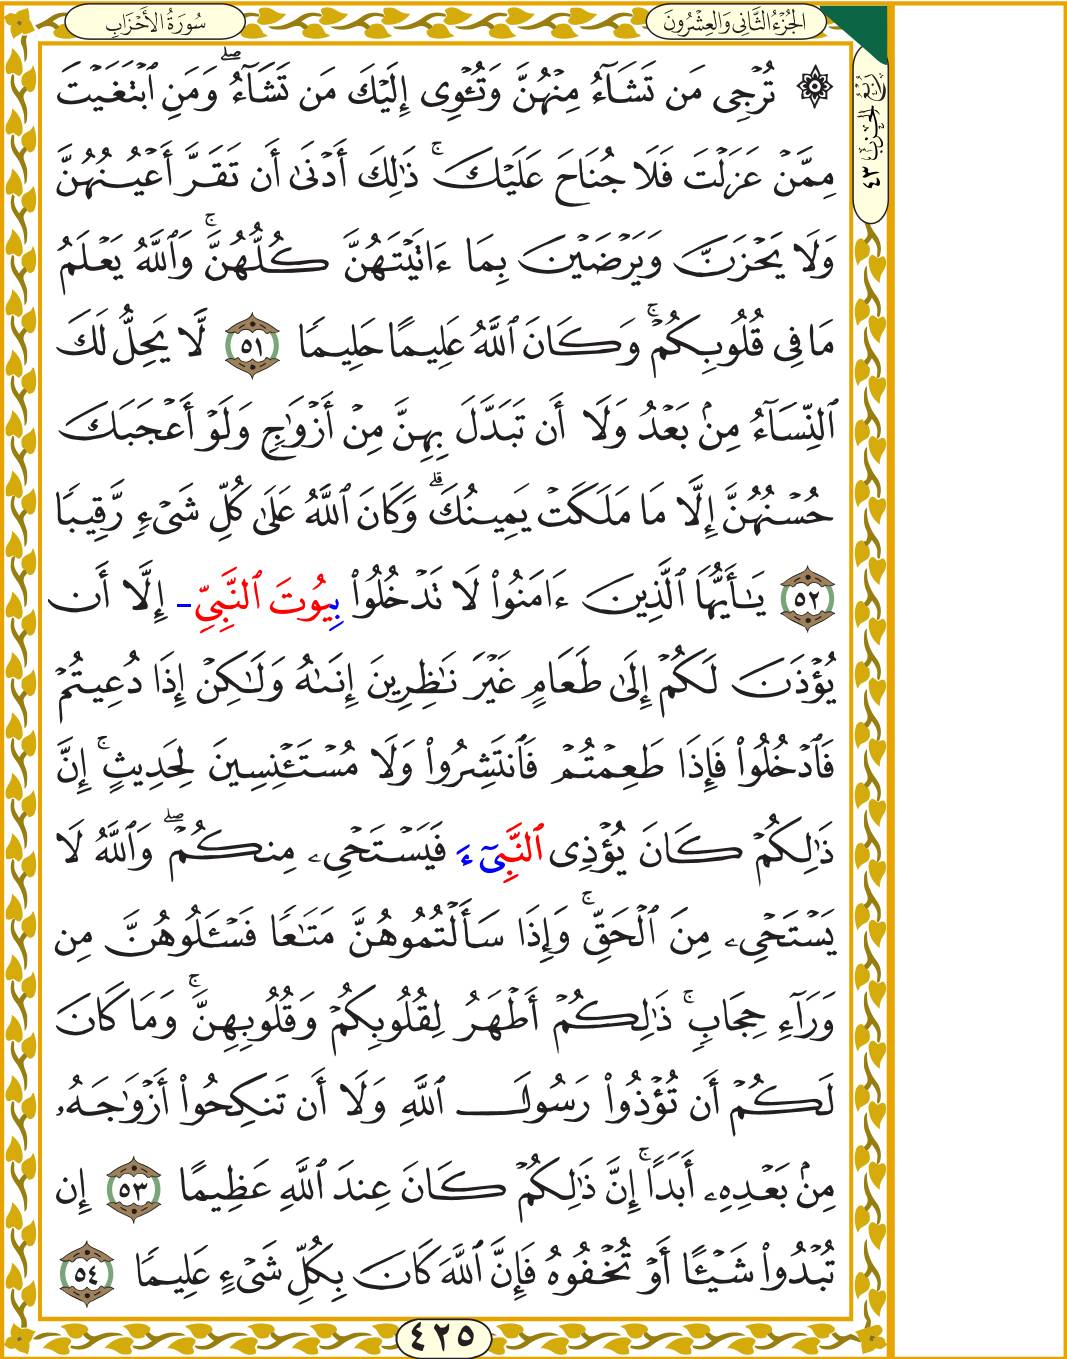 سُورَةُ الأَحْزَابِ
الجُزْءُ الثَّانِي وَالعِشْرُونَ
رُبْعُ الحِزْبِ ٤٣
۞ تُرْجِى مَن تَشَآءُ مِنْهُنَّ وَتُـْٔوِىٓ إِلَيْكَ مَن تَشَآءُۖ وَمَنِ ٱبْتَغَيْتَ
مِمَّنْ عَزَلْتَ فَلَا جُنَاحَ عَلَيْكَۚ ذَٰلِكَ أَدْنَىٰٓ أَن تَقَرَّ أَعْيُنُهُنَّ
وَلَا يَحْزَنَّ وَيَرْضَيْنَ بِمَآ ءَاتَيْتَهُنَّ كُلُّهُنَّۚ وَٱللَّهُ يَعْلَمُ
مَا فِى قُلُوبِكُمْۚ وَكَانَ ٱللَّهُ عَلِيمًا حَلِيمًا ٥١ لَّا يَحِلُّ لَكَ
ٱلنِّسَآءُ مِنۢ بَعْدُ وَلَآ أَن تَبَدَّلَ بِهِنَّ مِنْ أَزْوَٰجٍ وَلَوْ أَعْجَبَكَ
حُسْنُهُنَّ إِلَّا مَا مَلَكَتْ يَمِينُكَۗ وَكَانَ ٱللَّهُ عَلَىٰ كُلِّ شَىْءٍ رَّقِيبًا
٥٢ يَـٰٓأَيُّهَا ٱلَّذِينَ ءَامَنُوا۟ لَا تَدْخُلُوا۟ بِيُوتَ ٱلنَّبِىِّ- إِلَّآ أَن
يُؤْذَنَ لَكُمْ إِلَىٰ طَعَامٍ غَيْرَ نَـٰظِرِينَ إِنَىٰهُ وَلَـٰكِنْ إِذَا دُعِيتُمْ
فَٱدْخُلُوا۟ فَإِذَا طَعِمْتُمْ فَٱنتَشِرُوا۟ وَلَا مُسْتَـْٔنِسِينَ لِحَدِيثٍۚ إِنَّ
ذَٰلِكُمْ كَانَ يُؤْذِى ٱلنَّبِىٓءَ فَيَسْتَحْىِۦ مِنكُمْۖ وَٱللَّهُ لَا
يَسْتَحْىِۦ مِنَ ٱلْحَقِّۚ وَإِذَا سَأَلْتُمُوهُنَّ مَتَـٰعًا فَسْـَٔلُوهُنَّ مِن
وَرَآءِ حِجَابٍۚ ذَٰلِكُمْ أَطْهَرُ لِقُلُوبِكُمْ وَقُلُوبِهِنَّۚ وَمَا كَانَ
لَكُمْ أَن تُؤْذُوا۟ رَسُولَ ٱللَّهِ وَلَآ أَن تَنكِحُوٓا۟ أَزْوَٰجَهُۥ
مِنۢ بَعْدِهِۦٓ أَبَدًاۚ إِنَّ ذَٰلِكُمْ كَانَ عِندَ ٱللَّهِ عَظِيمًا ٥٣ إِن
تُبْدُوا۟ شَيْـًٔا أَوْ تُخْفُوهُ فَإِنَّ ٱللَّهَ كَانَ بِكُلِّ شَىْءٍ عَلِيمًا ٥٤
٤٢٥